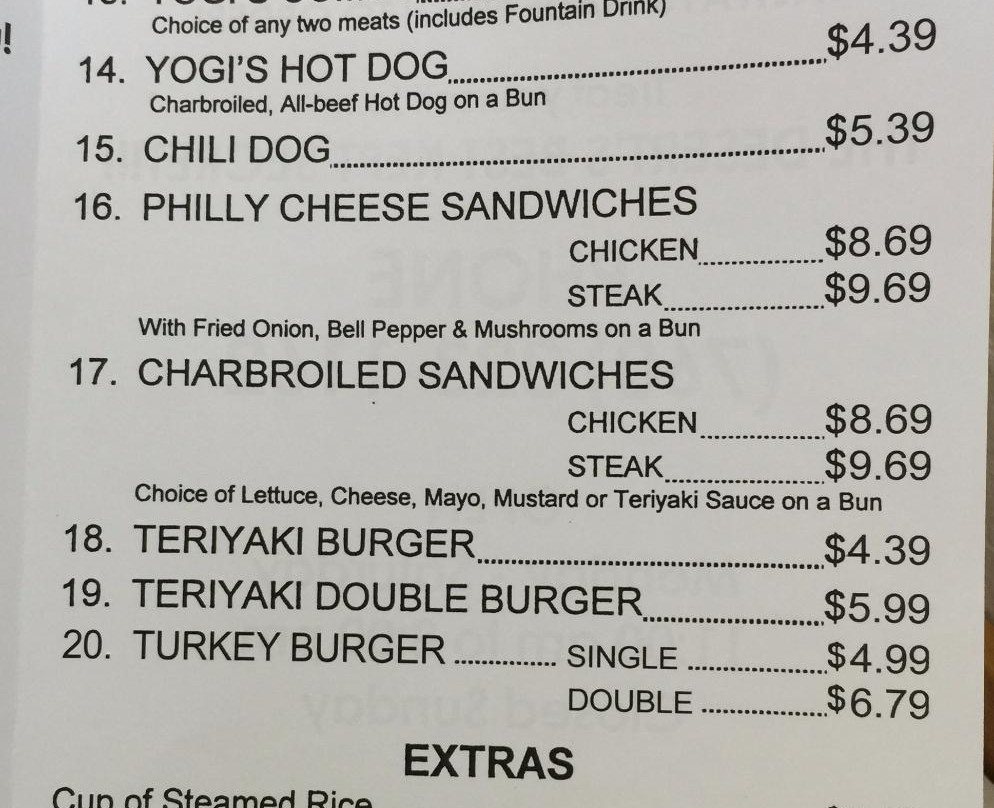 Choice of any two meats (includes Fountain Drink)
14. YOGI'S HOT DOG $4.39
Charbroiled, All-beef Hot Dog on a Bun
15. CHILI DOG $5.39
16. PHILLY CHEESE SANDWICHES
CHICKEN $8.69
STEAK $9.69
With Fried Onion, Bell Pepper & Mushrooms on a Bun
17. CHARBROILED SANDWICHES
CHICKEN $8.69
STEAK $9.69
Choice of Lettuce, Cheese, Mayo, Mustard or Teriyaki Sauce on a Bun
18. TERIYAKI BURGER $4.39
19. TERIYAKI DOUBLE BURGER $5.99
20. TURKEY BURGER SINGLE $4.99
DOUBLE $6.79
EXTRAS
Cup of Steamed Rice